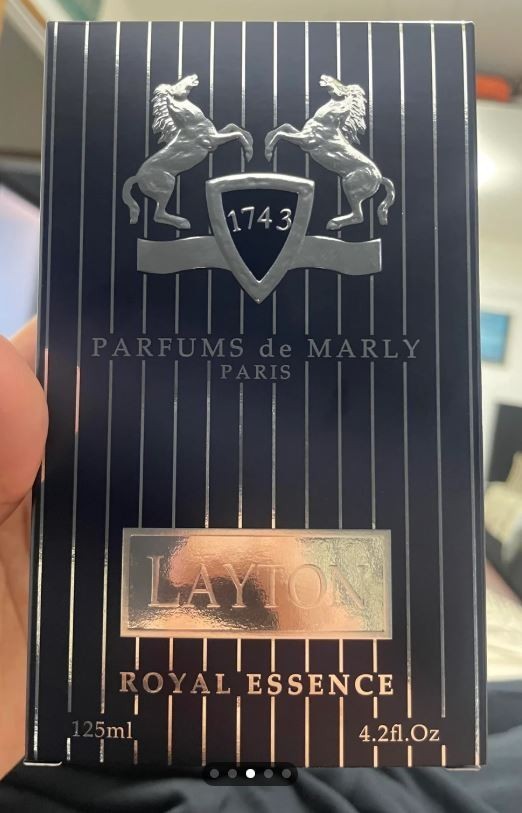 1743
PARFUMS de MARLY
PARIS
LAYTON
ROYAL ESSENCE
125ml
4.2fl.Oz